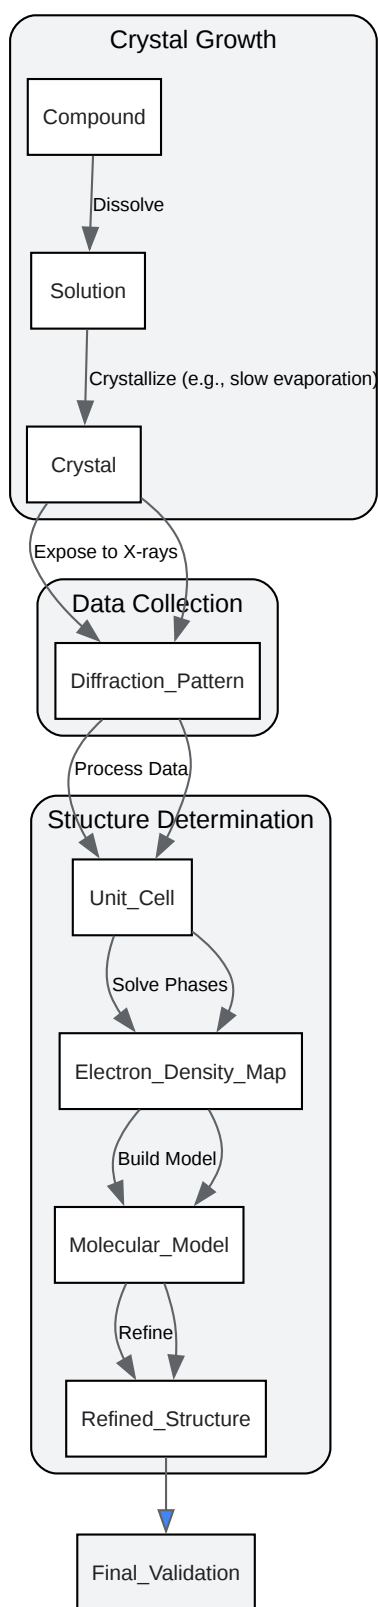 Crystal Growth
Compound
Dissolve
Solution
Crystallize (e.g., slow evaporation)
Crystal
Expose to X-rays
Data Collection
Diffraction_Pattern
Process Data
Structure Determination
Unit_Cell
Solve Phases
Electron_Density_Map
Build Model
Molecular_Model
Refine
Refined_Structure
Final_Validation